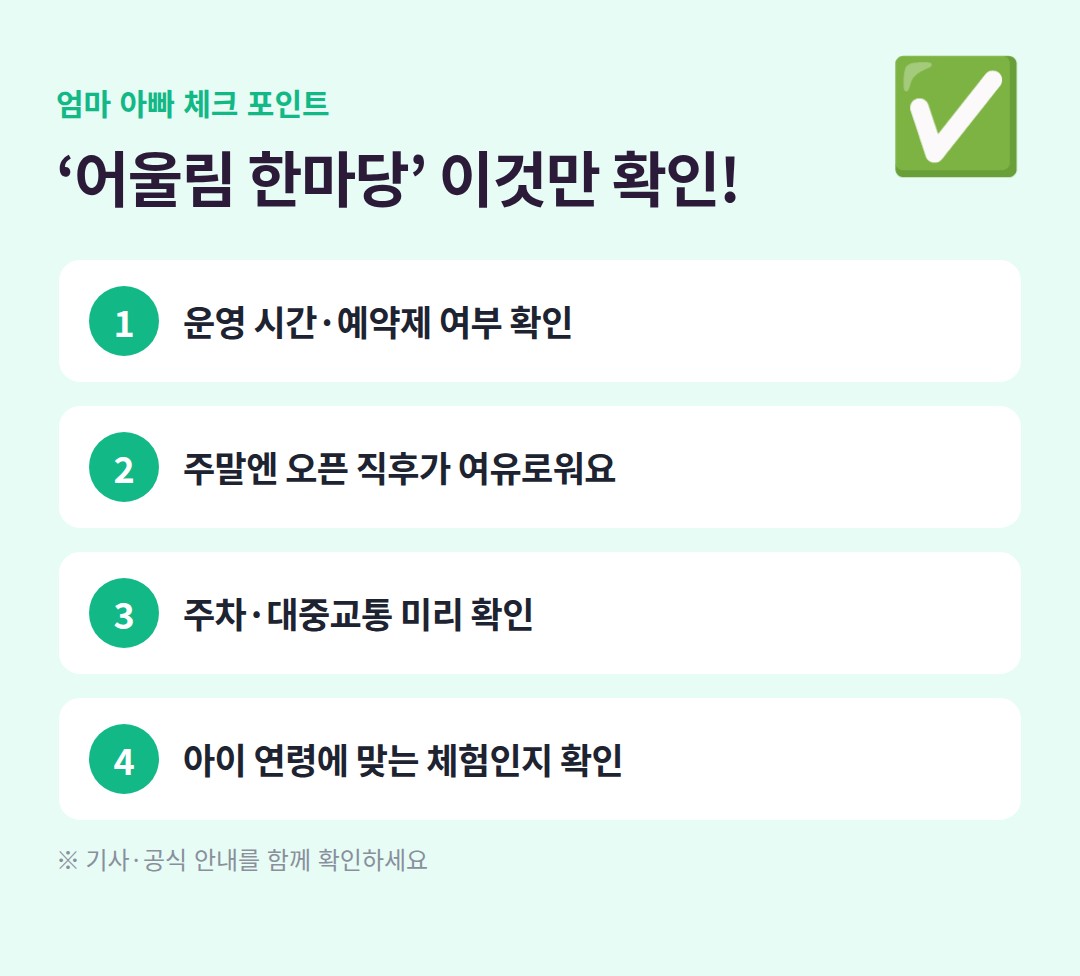 엄마 아빠 체크 포인트
‘어울림 한마당’ 이것만 확인!
1 운영 시간·예약제 여부 확인
2 주말엔 오픈 직후가 여유로워요
3 주차·대중교통 미리 확인
4 아이 연령에 맞는 체험인지 확인
※ 기사·공식 안내를 함께 확인하세요